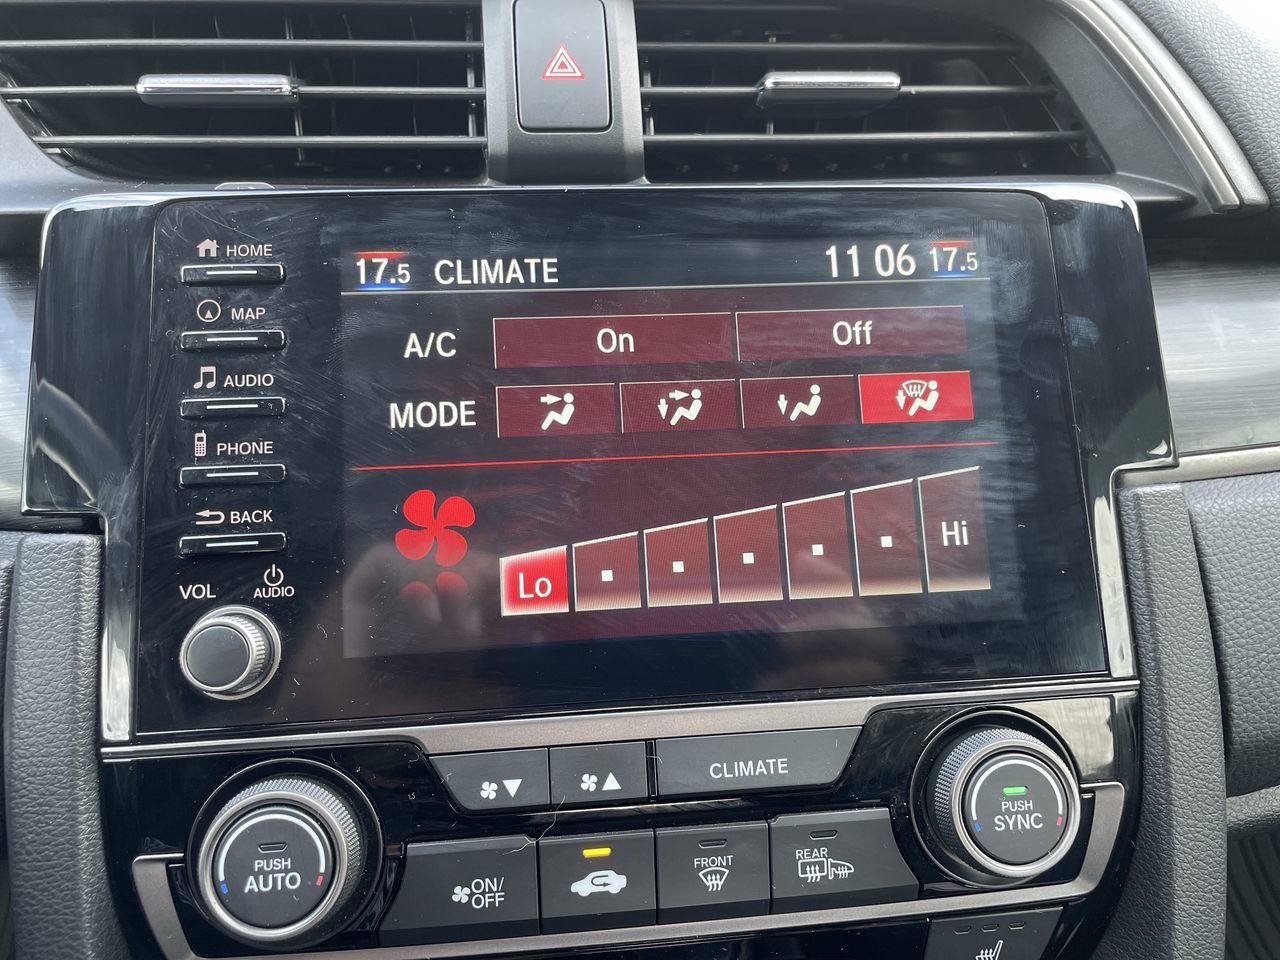 HOME
MAP
AUDIO
PHONE
BACK
VOL
AUDIO
17.5 CLIMATE 11 06 17.5
A/C On Off
MODE
Lo Hi
CLIMATE
PUSH
AUTO
ON/
OFF
FRONT
REAR
PUSH
SYNC